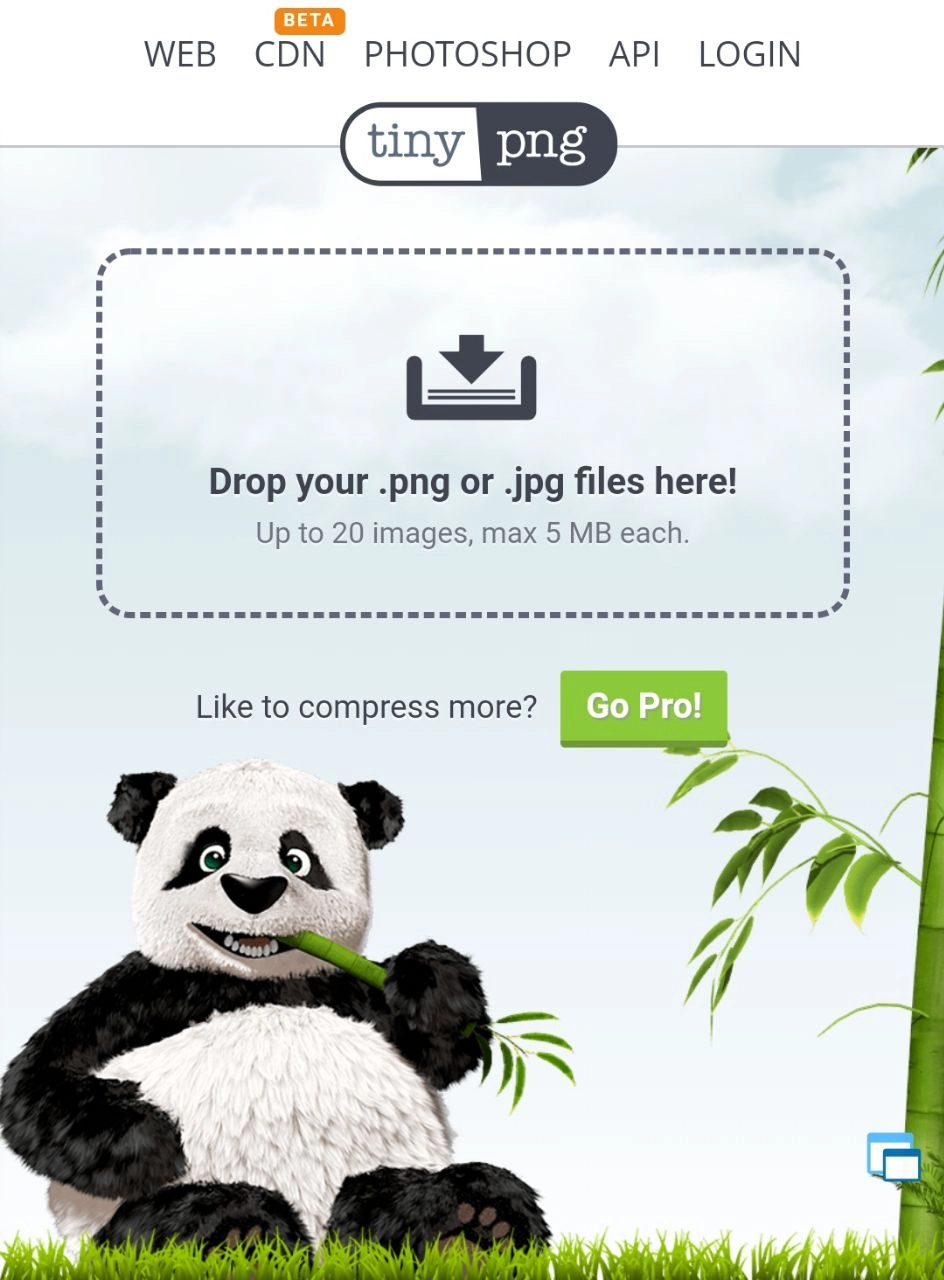 BETA
WEB CDN PHOTOSHOP API LOGIN
tiny png
Drop your .png or .jpg files here!
Up to 20 images, max 5 MB each.
Like to compress more? Go Pro!